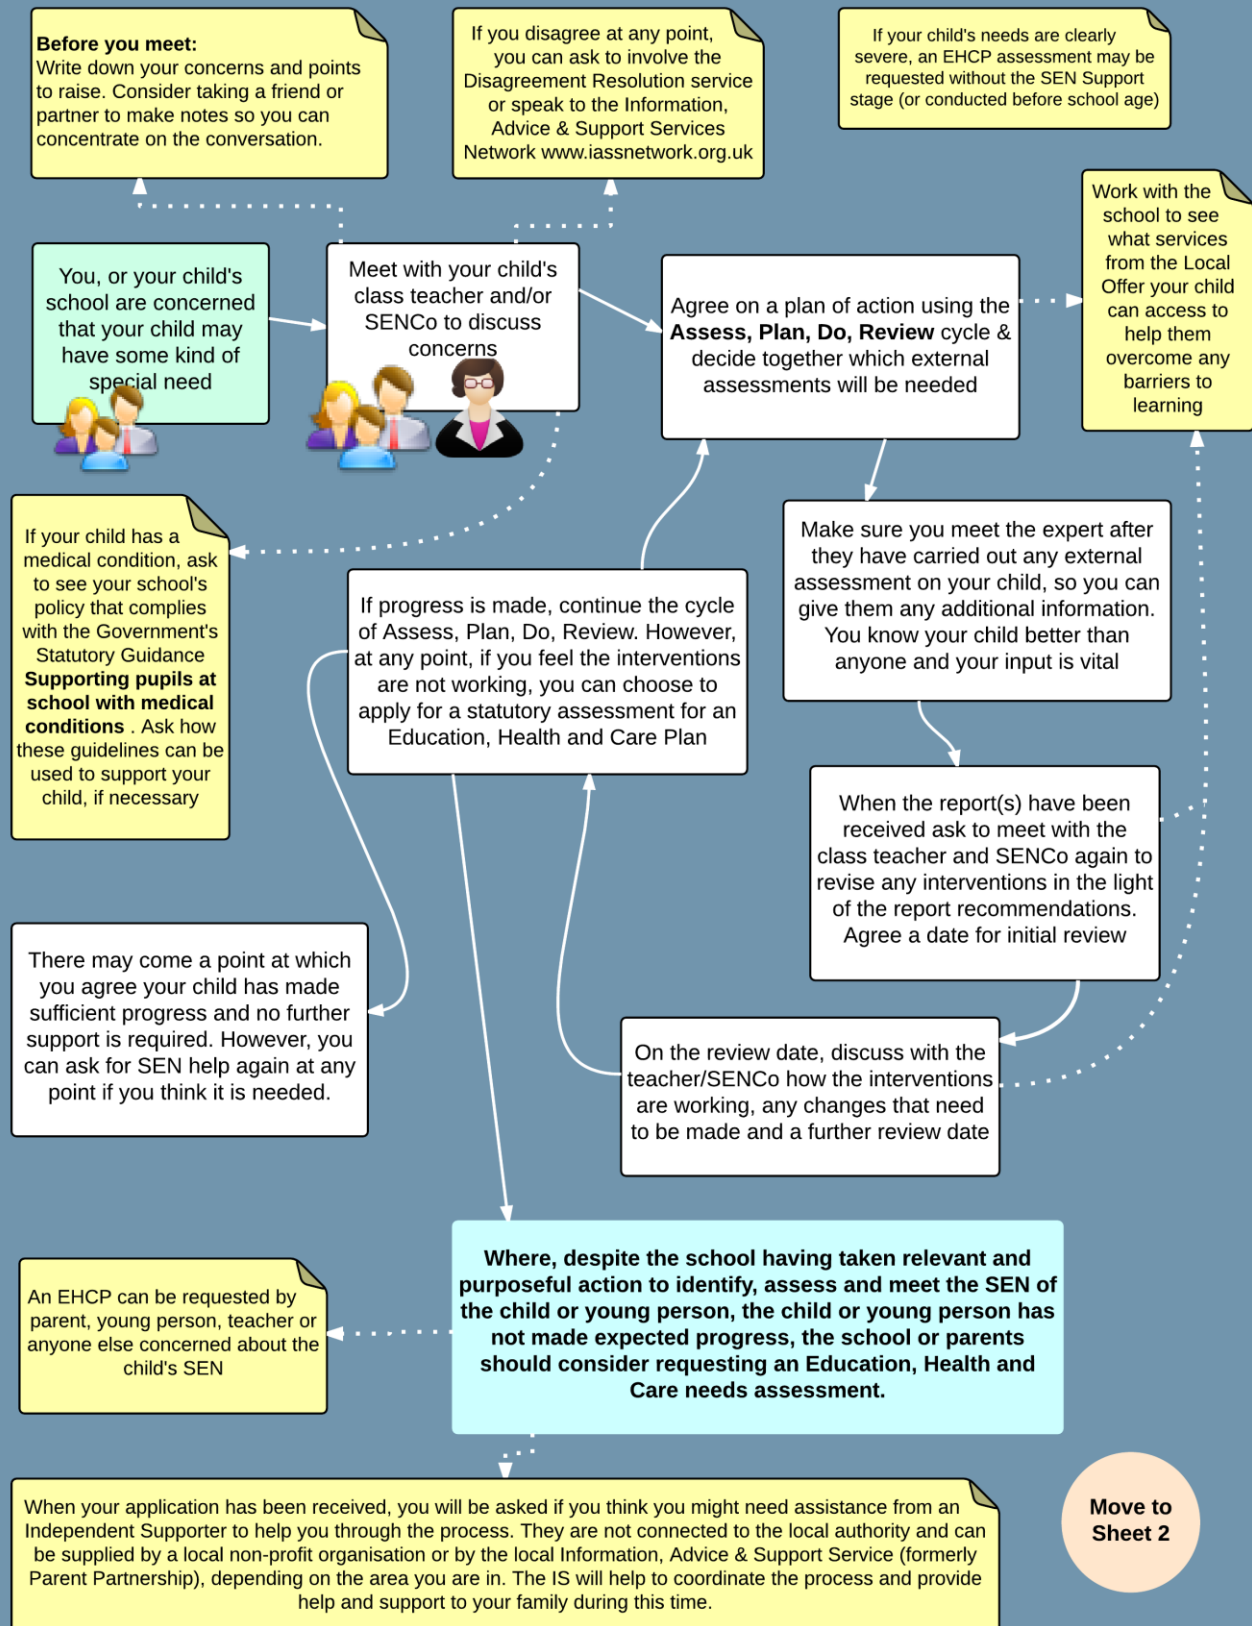 Before you meet:
Write down your concerns and points
to raise. Consider taking a friend or
partner to make notes so you can
concentrate on the conversation.
If you disagree at any point,
you can ask to involve the
Disagreement Resolution service
or speak to the Information,
Advice & Support Services
Network www.iassnetwork.org.uk
If your child's needs are clearly
severe, an EHCP assessment may be
requested without the SEN Support
stage (or conducted before school age)
Work with the
school to see
what services
from the Local
Offer your child
can access to
help them
overcome any
barriers to
learning
You, or your child's
school are concerned
that your child may
have some kind of
special need
Meet with your child's
class teacher and/or
SENCo to discuss
concerns
Agree on a plan of action using the
Assess, Plan, Do, Review cycle &
decide together which external
assessments will be needed
If your child has a
medical condition, ask
to see your school's
policy that complies
with the Government's
Statutory Guidance
Supporting pupils at
school with medical
conditions . Ask how
these guidelines can be
used to support your
child, if necessary
If progress is made, continue the cycle
of Assess, Plan, Do, Review. However,
at any point, if you feel the interventions
are not working, you can choose to
apply for a statutory assessment for an
Education, Health and Care Plan
Make sure you meet the expert after
they have carried out any external
assessment on your child, so you can
give them any additional information.
You know your child better than
anyone and your input is vital
When the report(s) have been
received ask to meet with the
class teacher and SENCo again to
revise any interventions in the light
of the report recommendations.
Agree a date for initial review
There may come a point at which
you agree your child has made
sufficient progress and no further
support is required. However, you
can ask for SEN help again at any
point if you think it is needed.
On the review date, discuss with the
teacher/SENCo how the interventions
are working, any changes that need
to be made and a further review date
Where, despite the school having taken relevant and
purposeful action to identify, assess and meet the SEN of
the child or young person, the child or young person has
not made expected progress, the school or parents
should consider requesting an Education, Health and
Care needs assessment.
An EHCP can be requested by
parent, young person, teacher or
anyone else concerned about the
child's SEN
When your application has been received, you will be asked if you think you might need assistance from an
Independent Supporter to help you through the process. They are not connected to the local authority and can
be supplied by a local non-profit organisation or by the local Information, Advice & Support Service (formerly
Parent Partnership), depending on the area you are in. The IS will help to coordinate the process and provide
help and support to your family during this time.
Move to
Sheet 2